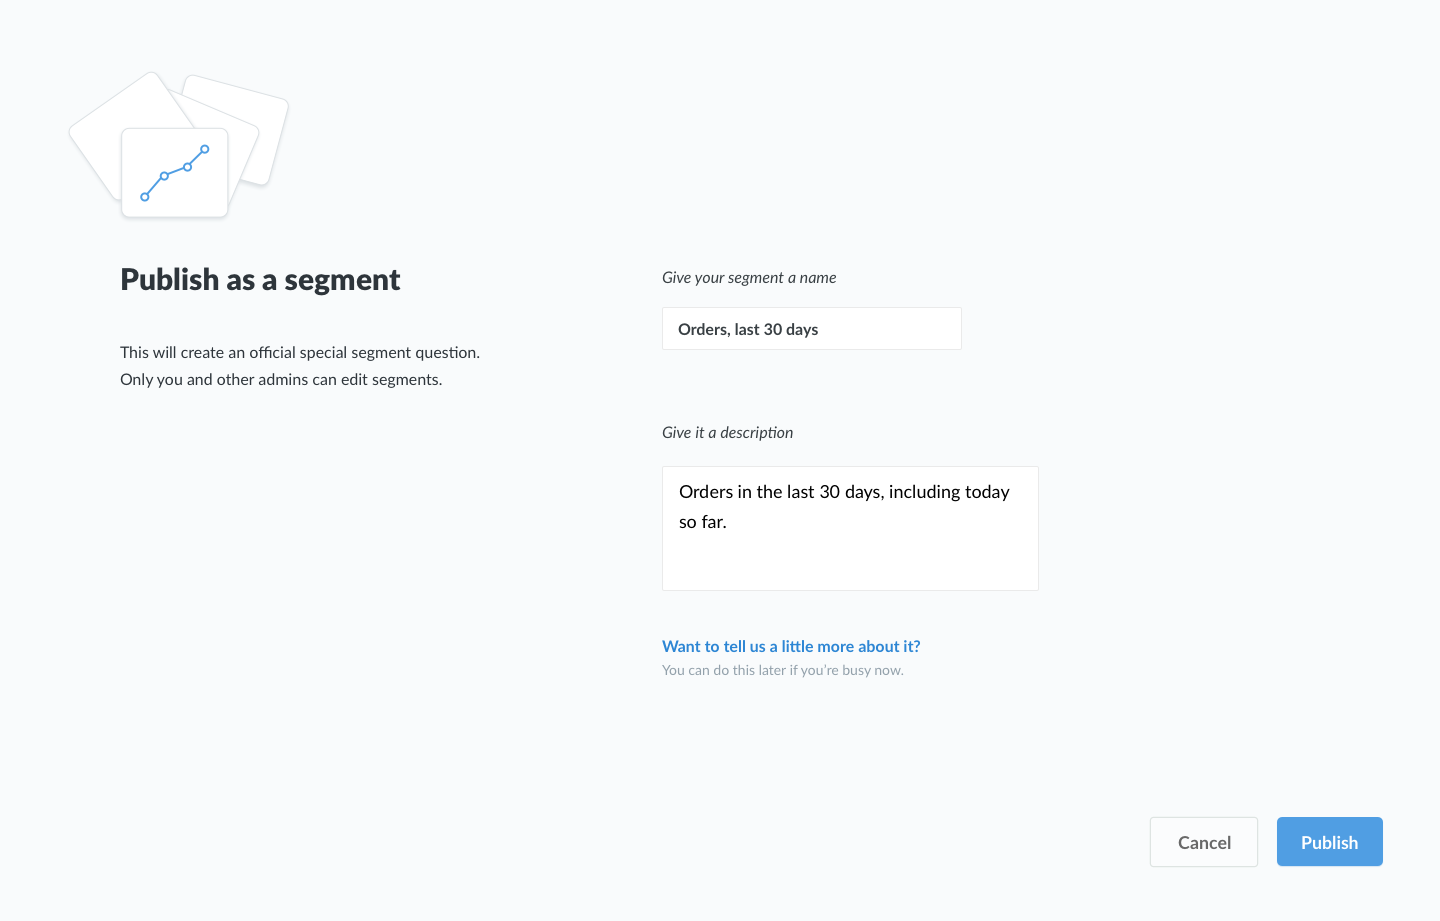 Publish as a segment
This will create an official special segment question.
Only you and other admins can edit segments.
Give your segment a name
Orders, last 30 days
Give it a description
Orders in the last 30 days, including today
so far.
Want to tell us a little more about it?
You can do this later if you’re busy now.
Cancel
Publish